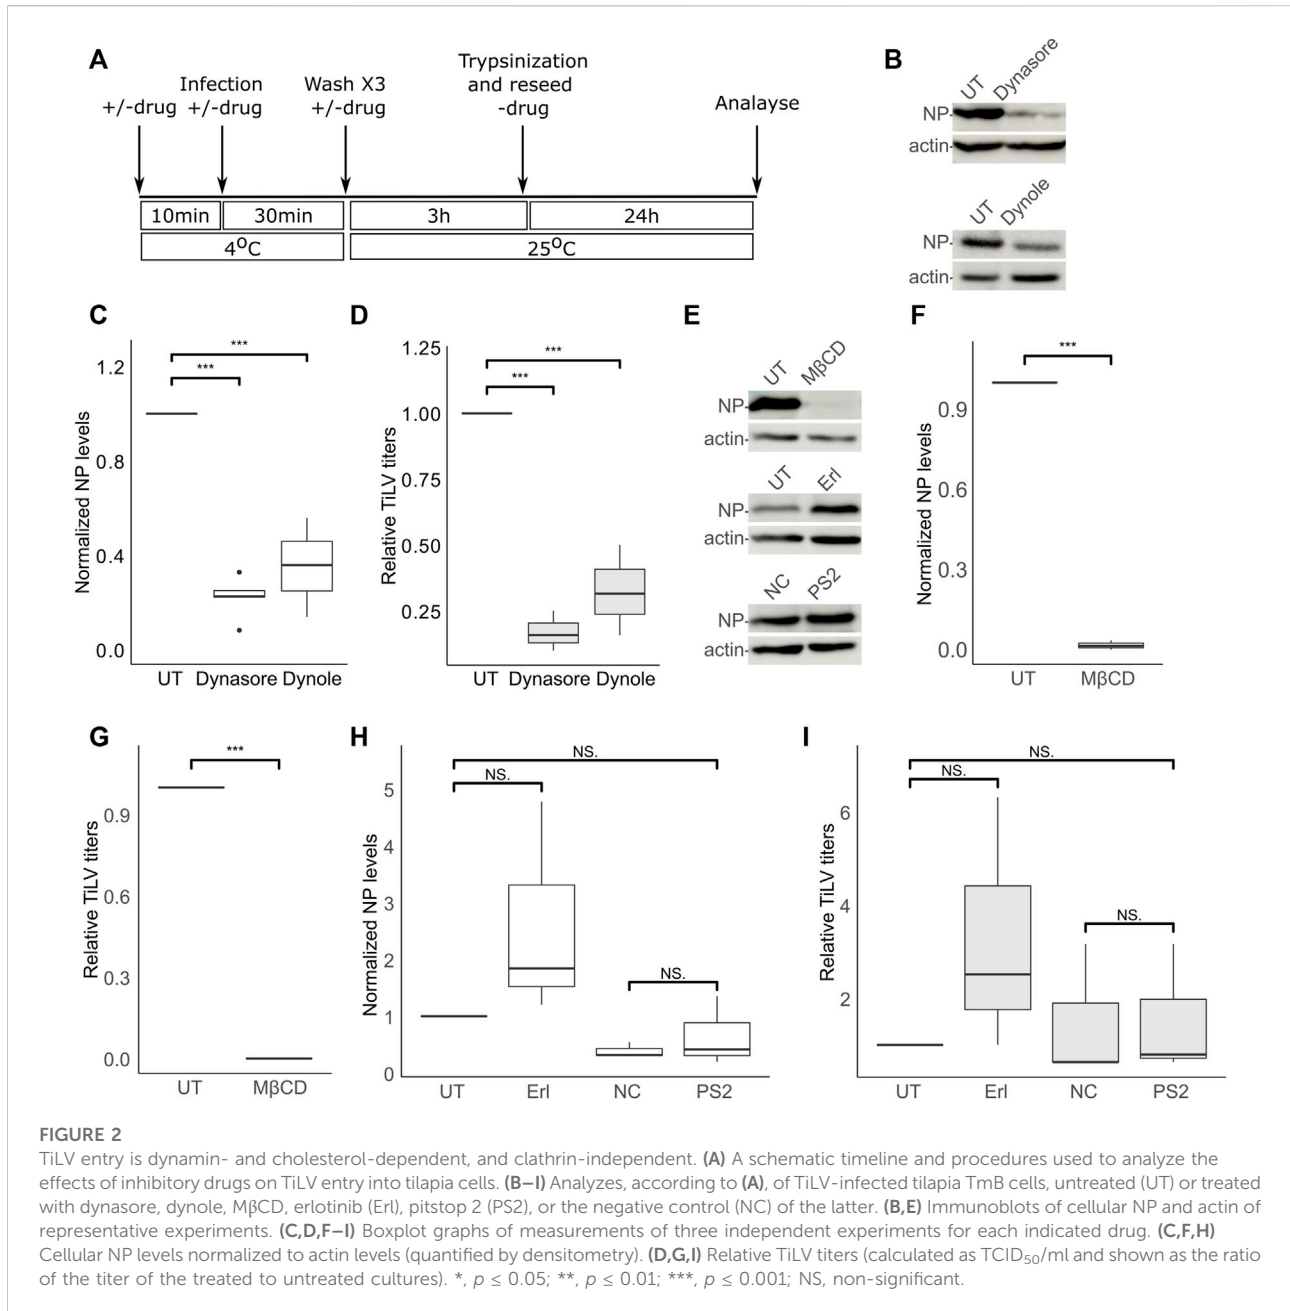 A
+/-drug
Infection
+/-drug
Wash X3
+/-drug
Trypsinization
and reseed
-drug
Analayse
10min
30min
3h
24h
4°C
25°C
B
UT Dynasore
NP-
actin-
UT Dynole
NP-
actin-
C
Normalized NP levels
1.2
0.8
0.4
0.0
***
***
UT Dynasore Dynole
D
Relative TiLV titers
1.25
1.00
0.75
0.50
0.25
***
***
UT Dynasore Dynole
E
UT MβCD
NP-
actin-
UT Erl
NP-
actin-
NC PS2
NP-
actin-
F
Normalized NP levels
0.9
0.6
0.3
0.0
***
UT MβCD
G
Relative TiLV titers
0.9
0.6
0.3
0.0
***
UT MβCD
H
Normalized NP levels
5
4
3
2
1
0
NS.
NS.
NS.
UT Erl NC PS2
I
Relative TiLV titers
6
4
2
NS.
NS.
NS.
UT Erl NC PS2
FIGURE 2
TiLV entry is dynamin- and cholesterol-dependent, and clathrin-independent. (A) A schematic timeline and procedures used to analyze the
effects of inhibitory drugs on TiLV entry into tilapia cells. (B–I) Analyzes, according to (A), of TiLV-infected tilapia TmB cells, untreated (UT) or treated
with dynasore, dynole, MβCD, erlotinib (Erl), pitstop 2 (PS2), or the negative control (NC) of the latter. (B,E) Immunoblots of cellular NP and actin of
representative experiments. (C,D,F–I) Boxplot graphs of measurements of three independent experiments for each indicated drug. (C,F,H)
Cellular NP levels normalized to actin levels (quantified by densitometry). (D,G,I) Relative TiLV titers (calculated as TCID₅₀/ml and shown as the ratio
of the titer of the treated to untreated cultures). *, p ≤ 0.05; **, p ≤ 0.01; ***, p ≤ 0.001; NS, non-significant.